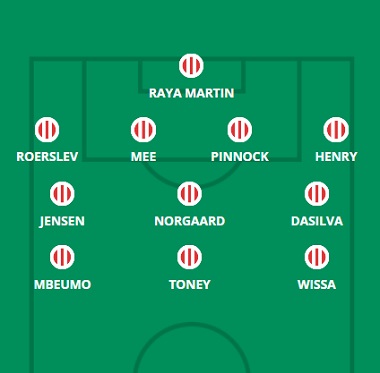 RAYA MARTIN
ROERSLEV MEE PINNOCK HENRY
JENSEN NORGAARD DASILVA
MBEUMO TONEY WISSA